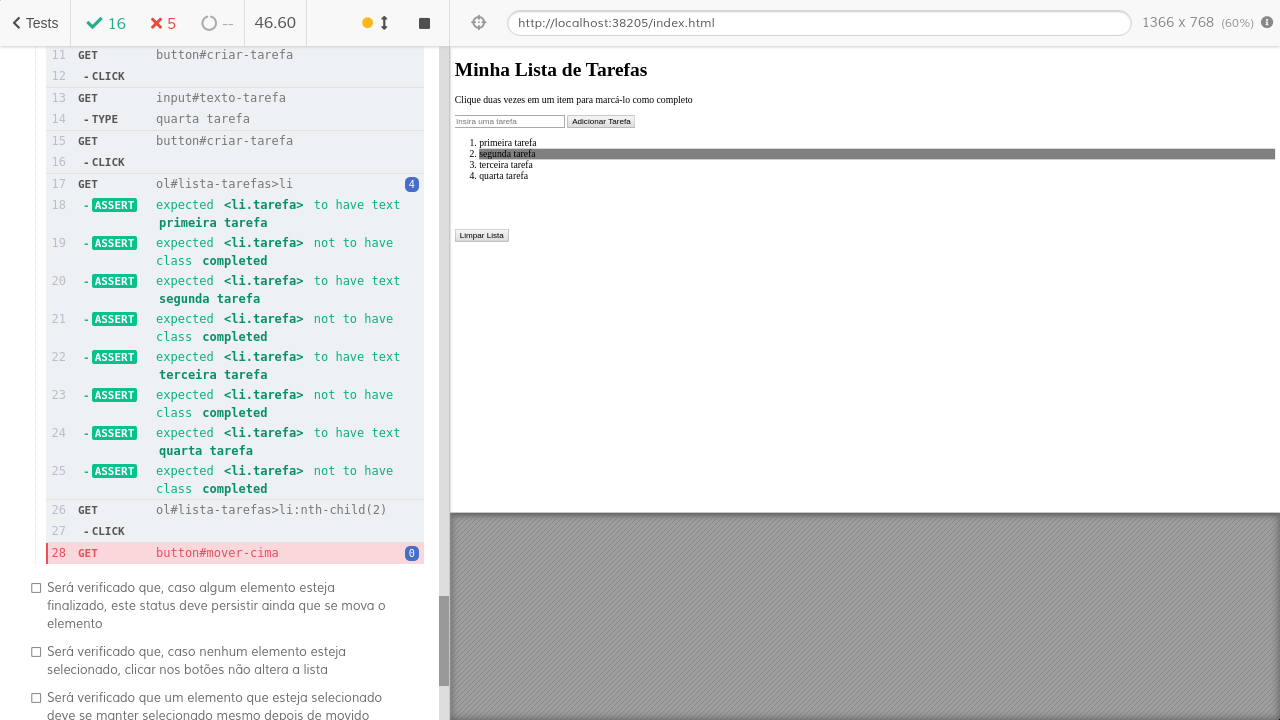 Tests
16
5
--
46.60
http://localhost:38205/index.html
1366 x 768 (60%)
11 GET button#criar-tarefa
12 - CLICK
13 GET input#texto-tarefa
14 - TYPE quarta tarefa
15 GET button#criar-tarefa
16 - CLICK
17 GET ol#lista-tarefas>li 4
18 - ASSERT expected <li.tarefa> to have text
primeira tarefa
19 - ASSERT expected <li.tarefa> not to have
class completed
20 - ASSERT expected <li.tarefa> to have text
segunda tarefa
21 - ASSERT expected <li.tarefa> not to have
class completed
22 - ASSERT expected <li.tarefa> to have text
terceira tarefa
23 - ASSERT expected <li.tarefa> not to have
class completed
24 - ASSERT expected <li.tarefa> to have text
quarta tarefa
25 - ASSERT expected <li.tarefa> not to have
class completed
26 GET ol#lista-tarefas>li:nth-child(2)
27 - CLICK
28 GET button#mover-cima 0
Será verificado que, caso algum elemento esteja
finalizado, este status deve persistir ainda que se mova o
elemento
Será verificado que, caso nenhum elemento esteja
selecionado, clicar nos botões não altera a lista
Será verificado que um elemento que esteja selecionado
deve se manter selecionado mesmo depois de movido
Minha Lista de Tarefas
Clique duas vezes em um item para marcá-lo como completo
Insira uma tarefa
Adicionar Tarefa
1. primeira tarefa
2. segunda tarefa
3. terceira tarefa
4. quarta tarefa
Limpar Lista